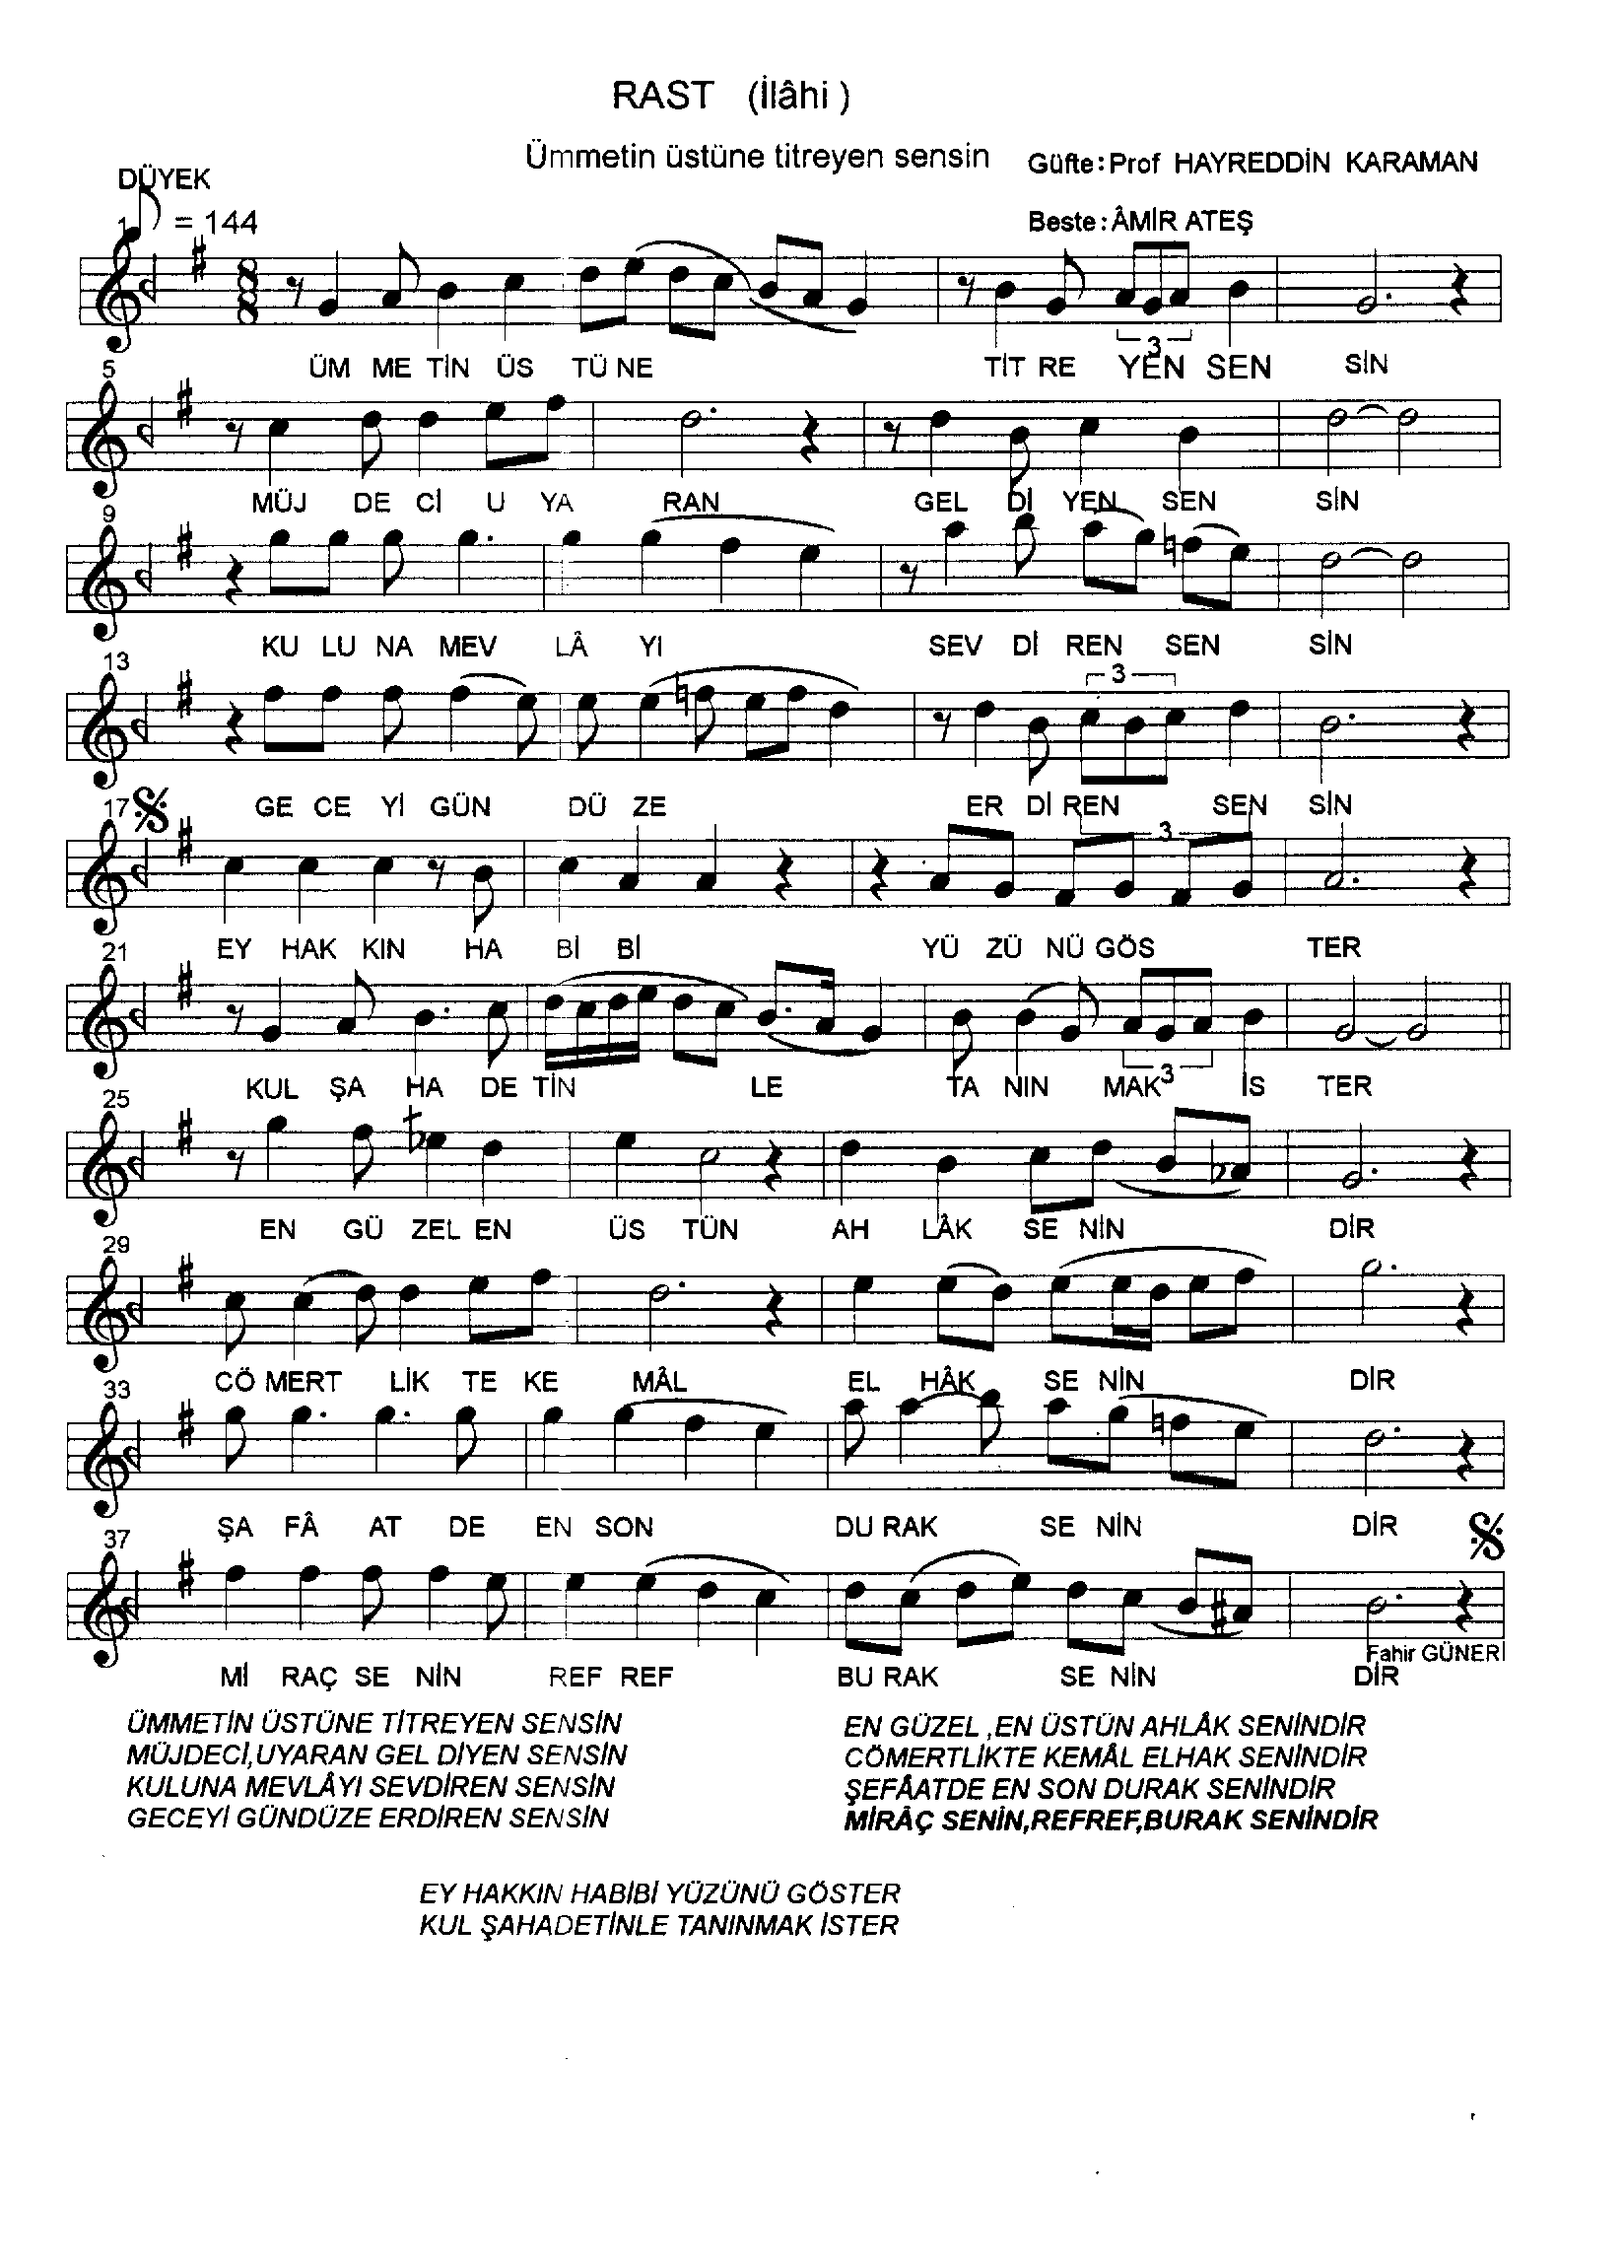 RAST (İlâhi )
Ümmetin üstüne titreyen sensin
Güfte: Prof HAYREDDİN KARAMAN
DÜYEK
1 = 144
Beste: ÂMİR ATEŞ
8
8
3
ÜM ME TİN ÜS TÜ NE TİT RE YEN SEN SİN
5
MÜJ DE Cİ U YA RAN GEL Dİ YEN SEN SİN
9
KU LU NA MEV LÂ YI SEV Dİ REN SEN SİN
13
3
GE CE Yİ GÜN DÜ ZE ER Dİ REN SEN SİN
17
3
EY HAK KIN HA Bİ Bİ YÜ ZÜ NÜ GÖS TER
21
3
KUL ŞA HA DE TİN LE TA NIN MAK İS TER
25
EN GÜ ZEL EN ÜS TÜN AH LÂK SE NİN DİR
29
CÖ MERT LİK TE KE MÂL EL HÂK SE NİN DİR
33
ŞA FÂ AT DE EN SON DU RAK SE NİN DİR
37
Fahir GÜNERİ
Mİ RAÇ SE NİN REF REF BU RAK SE NİN DİR
ÜMMETİN ÜSTÜNE TİTREYEN SENSİN
MÜJDECİ,UYARAN GEL DİYEN SENSİN
KULUNA MEVLÂYI SEVDİREN SENSİN
GECEYİ GÜNDÜZE ERDİREN SENSİN
EN GÜZEL ,EN ÜSTÜN AHLÂK SENİNDİR
CÖMERTLİKTE KEMÂL ELHAK SENİNDİR
ŞEFÂATDE EN SON DURAK SENİNDİR
MİRÂÇ SENİN,REFREF,BURAK SENİNDİR
EY HAKKIN HABİBİ YÜZÜNÜ GÖSTER
KUL ŞAHADETİNLE TANINMAK İSTER